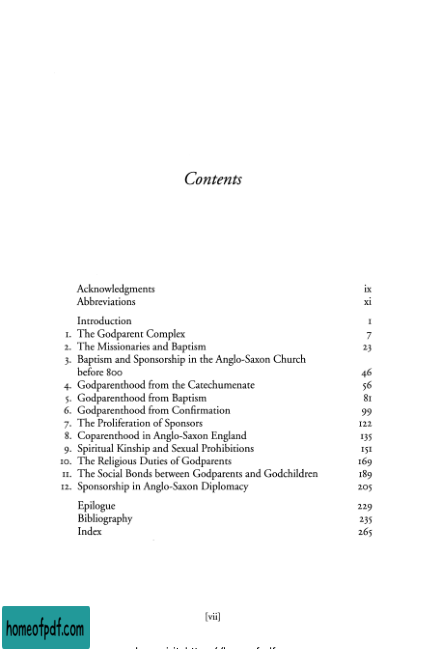 Contents
Acknowledgments ix
Abbreviations xi
Introduction 1
1. The Godparent Complex 7
2. The Missionaries and Baptism 23
3. Baptism and Sponsorship in the Anglo-Saxon Church
before 800 46
4. Godparenthood from the Catechumenate 56
5. Godparenthood from Baptism 81
6. Godparenthood from Confirmation 99
7. The Proliferation of Sponsors 122
8. Coparenthood in Anglo-Saxon England 135
9. Spiritual Kinship and Sexual Prohibitions 151
10. The Religious Duties of Godparents 169
11. The Social Bonds between Godparents and Godchildren 189
12. Sponsorship in Anglo-Saxon Diplomacy 205
Epilogue 229
Bibliography 235
Index 265
[vii]
homeofpdf.com